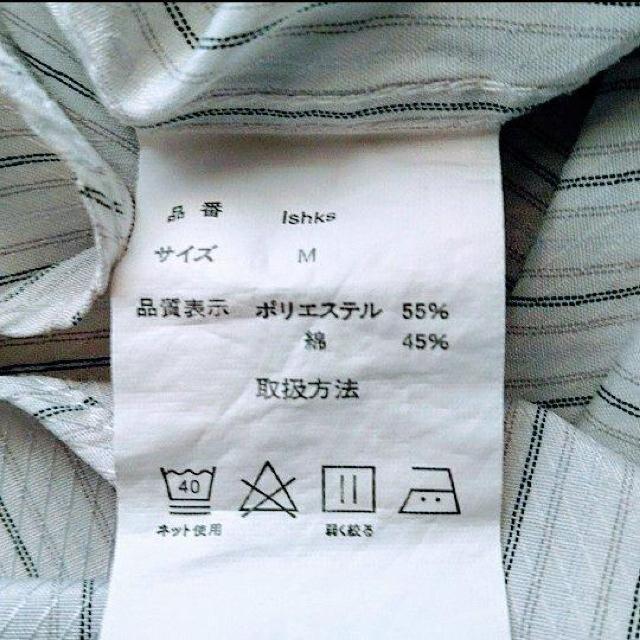 品番 Ishks
サイズ M
品質表示 ポリエステル 55%
綿 45%
取扱方法
40
ネット使用 弱く絞る